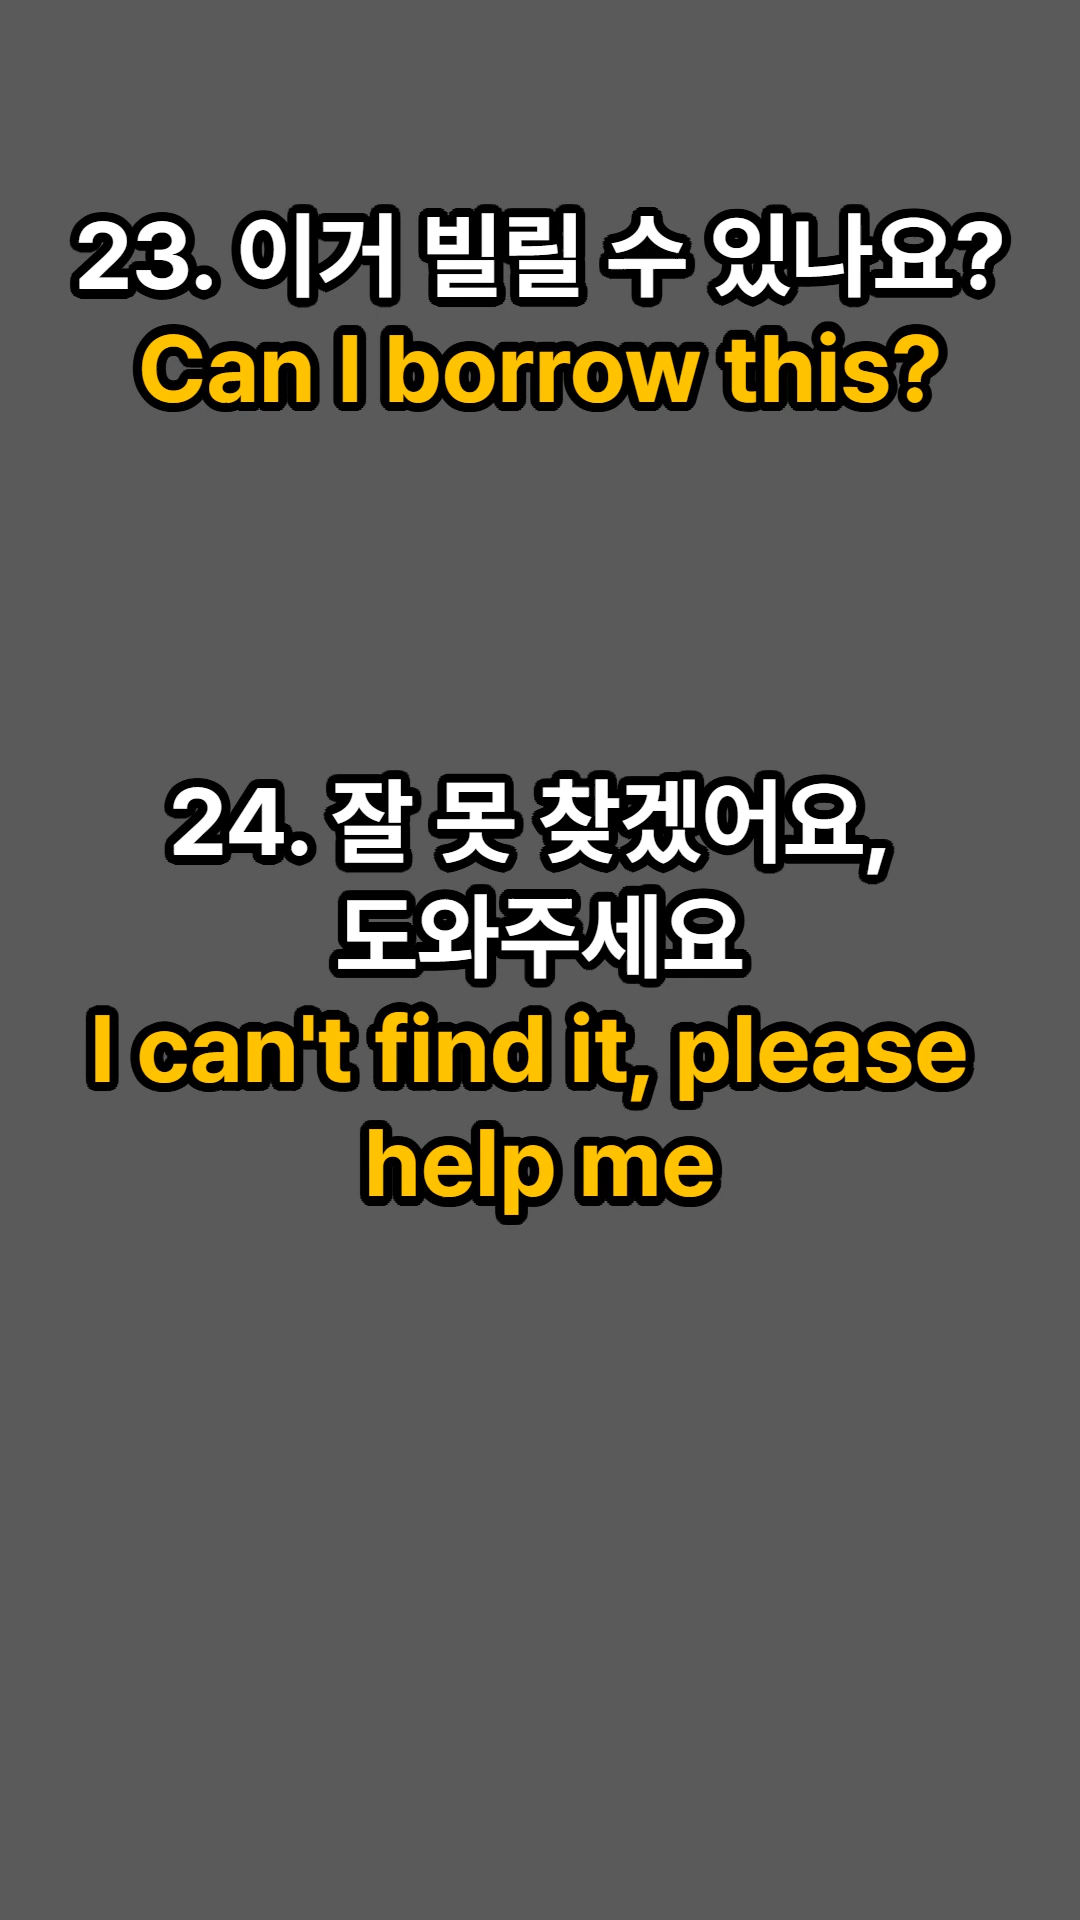 23. 이거 빌릴 수 있나요?
Can I borrow this?
24. 잘 못 찾겠어요,
도와주세요
I can't find it, please
help me